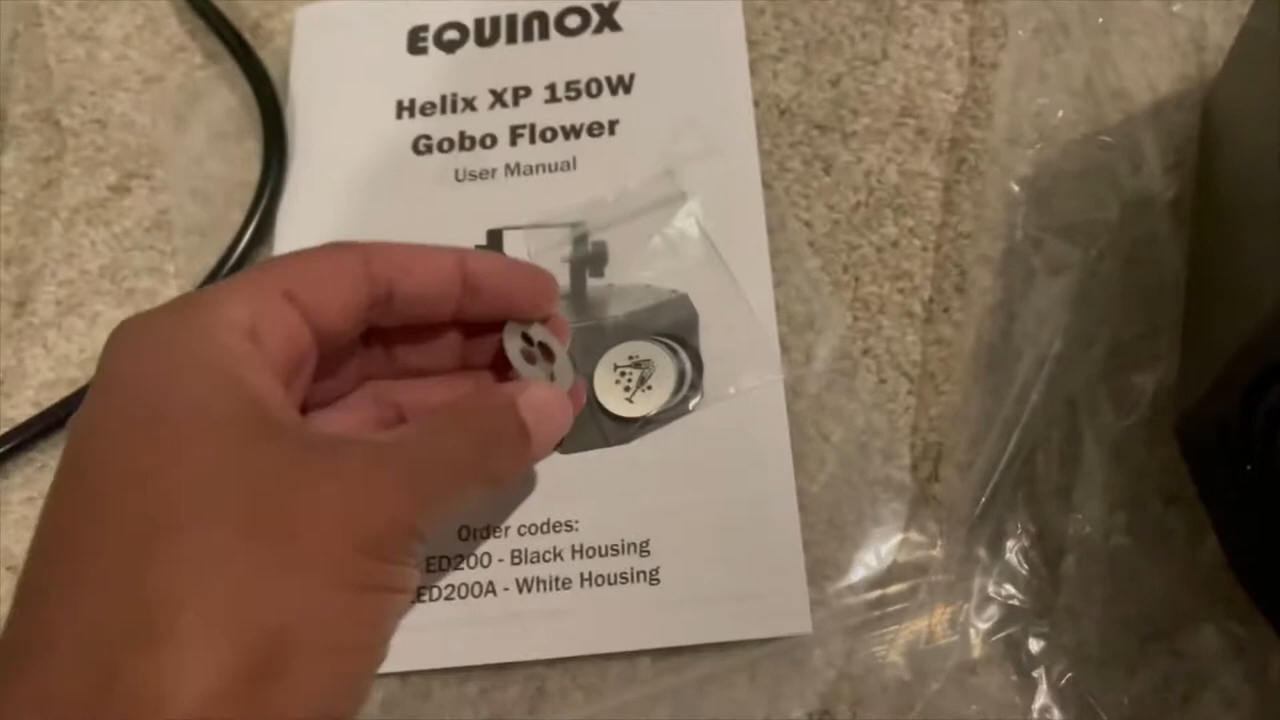 EQUINOX
Helix XP 150W
Gobo Flower
User Manual
Order codes:
ED200 - Black Housing
ED200A - White Housing